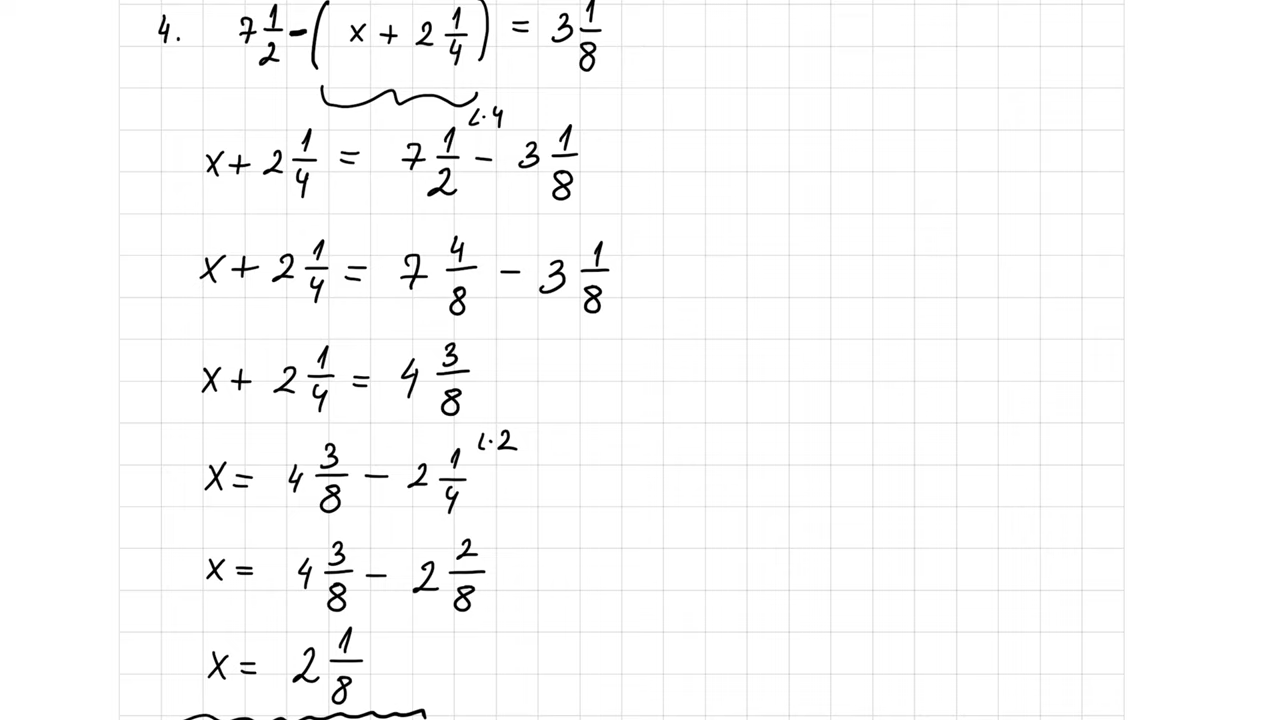 4. 7 1/2 - ( x + 2 1/4 ) = 3 1/8
x + 2 1/4 = 7 1/2 (·4 - 3 1/8
x + 2 1/4 = 7 4/8 - 3 1/8
x + 2 1/4 = 4 3/8
x = 4 3/8 - 2 1/4 (·2
x = 4 3/8 - 2 2/8
x = 2 1/8